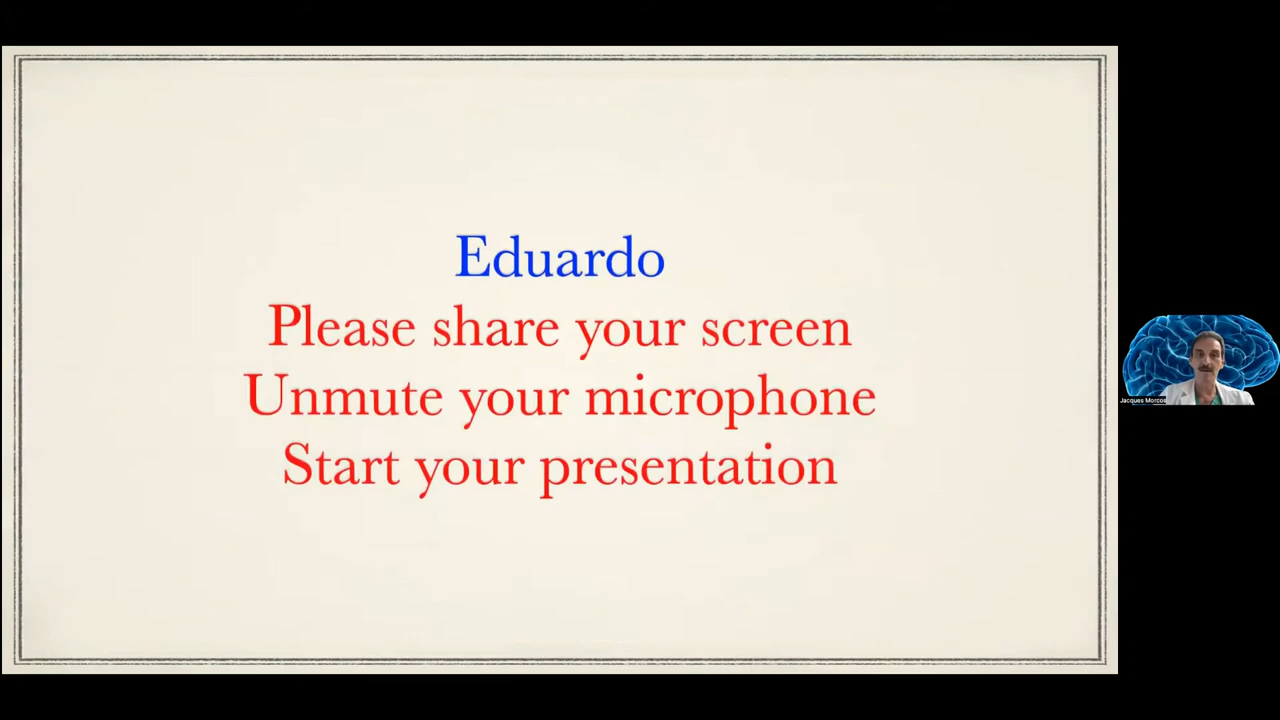 Eduardo
Please share your screen
Unmute your microphone
Start your presentation
Jacques Morcos